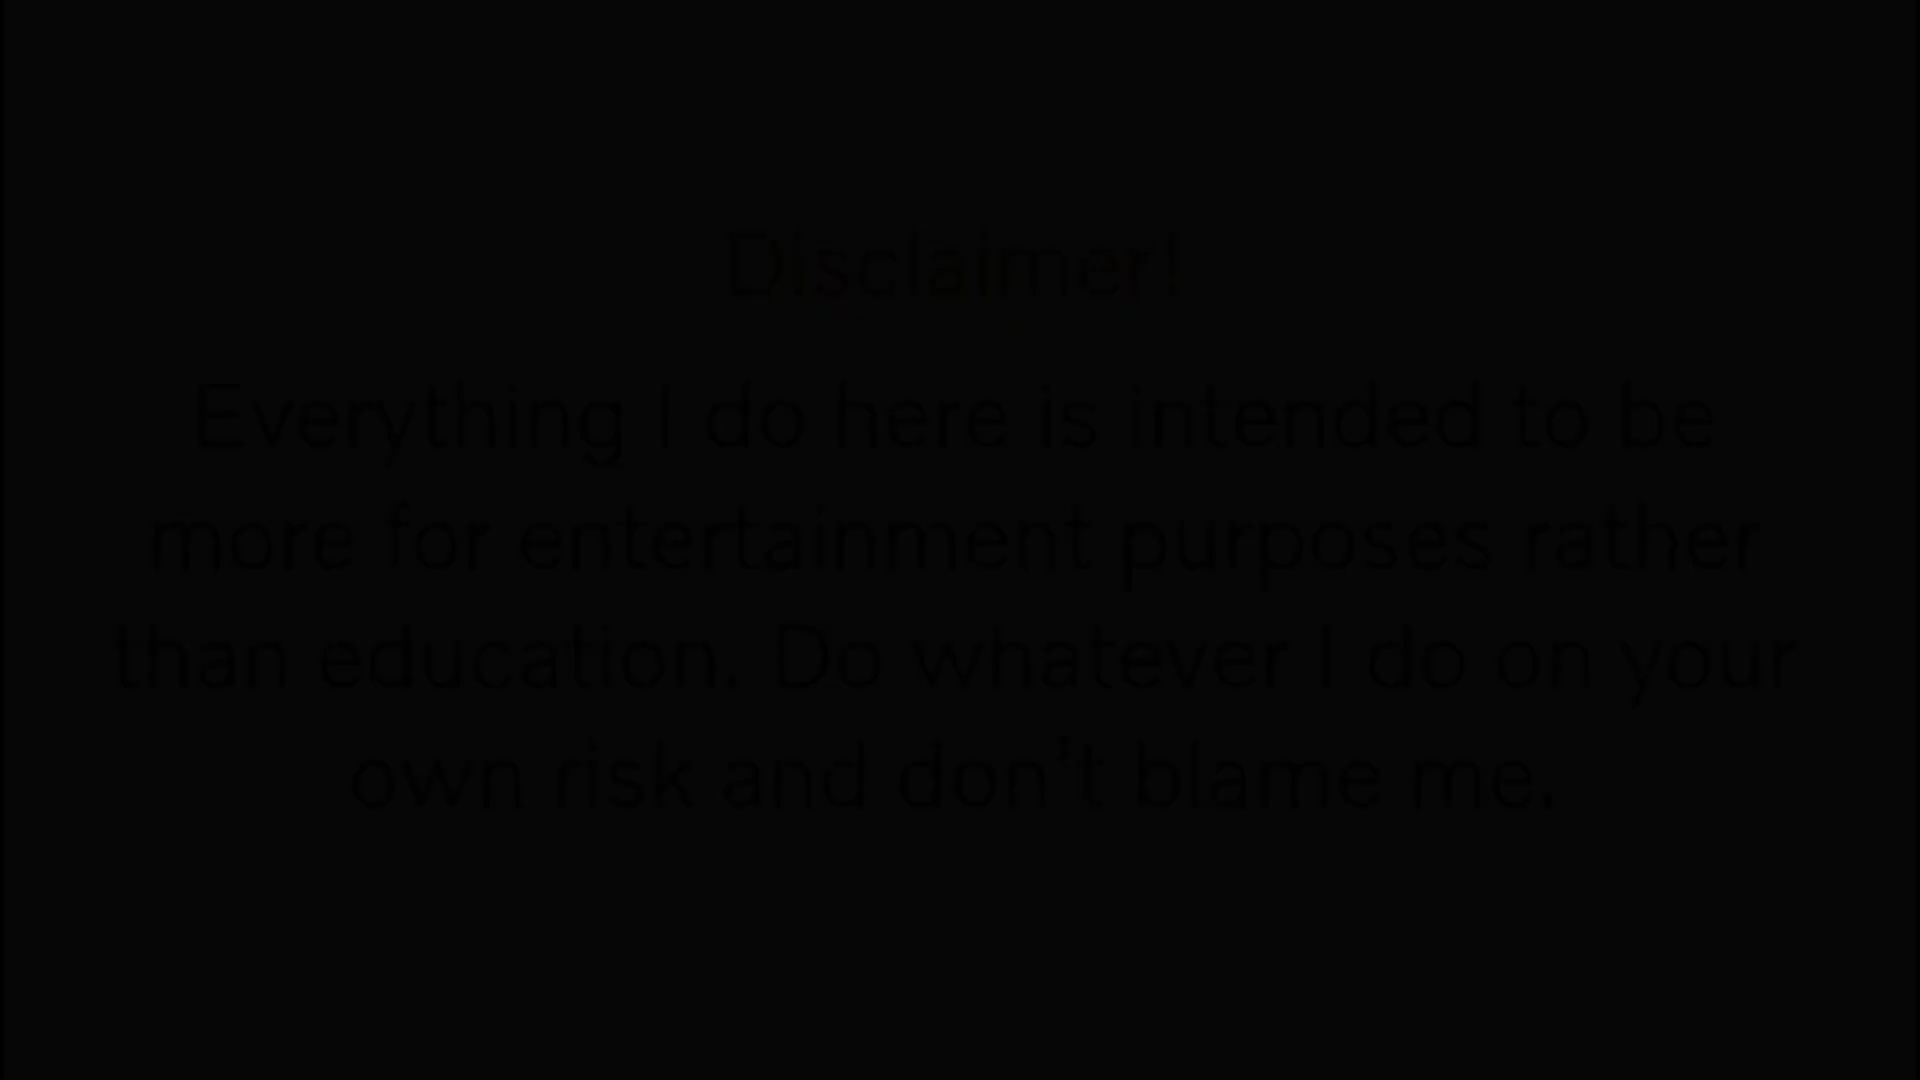 Disclaimer!
Everything I do here is intended to be
more for entertainment purposes rather
than education. Do whatever I do on your
own risk and don't blame me.